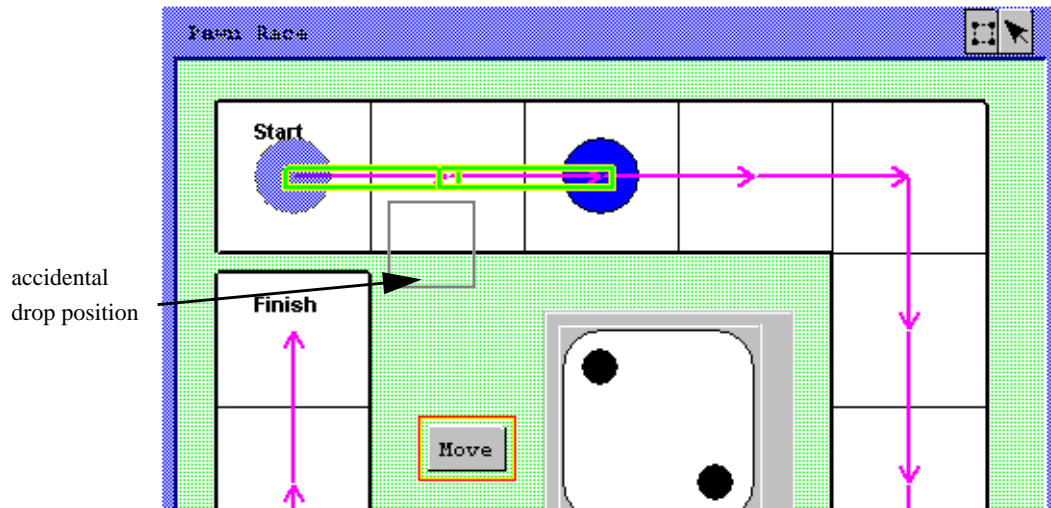 Pawn Race
Start
accidental
drop position
Finish
Move